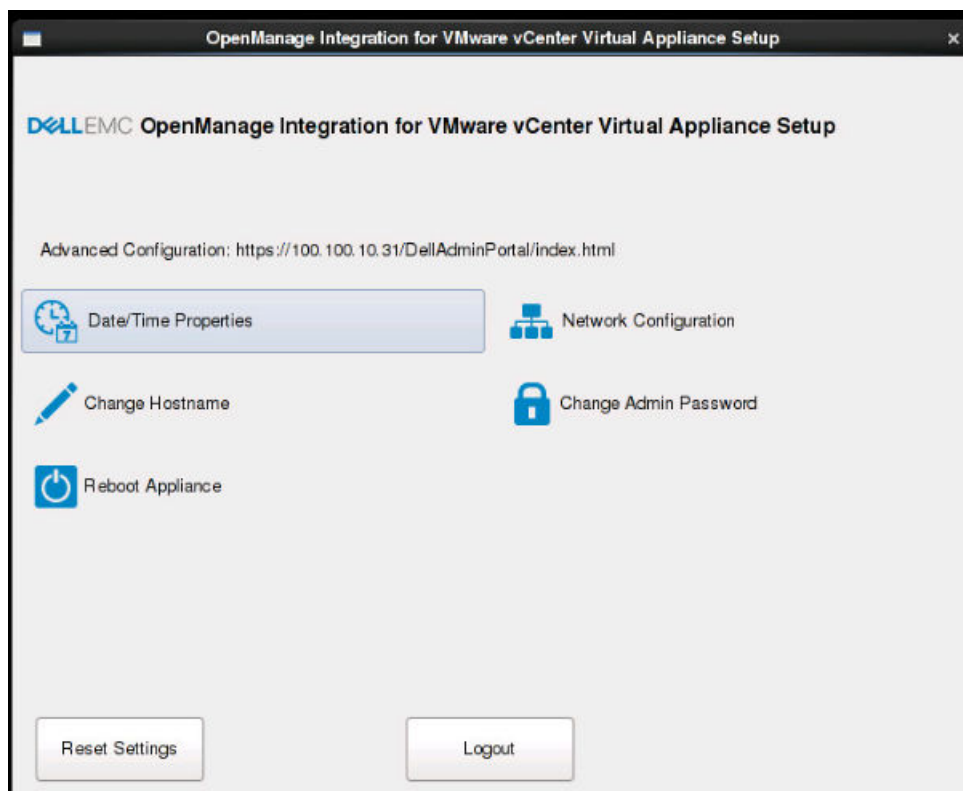 OpenManage Integration for VMware vCenter Virtual Appliance Setup
DELLEMC OpenManage Integration for VMware vCenter Virtual Appliance Setup
Advanced Configuration: https://100.100.10.31/DellAdminPortal/index.html
Date/Time Properties
Network Configuration
Change Hostname
Change Admin Password
Reboot Appliance
Reset Settings
Logout